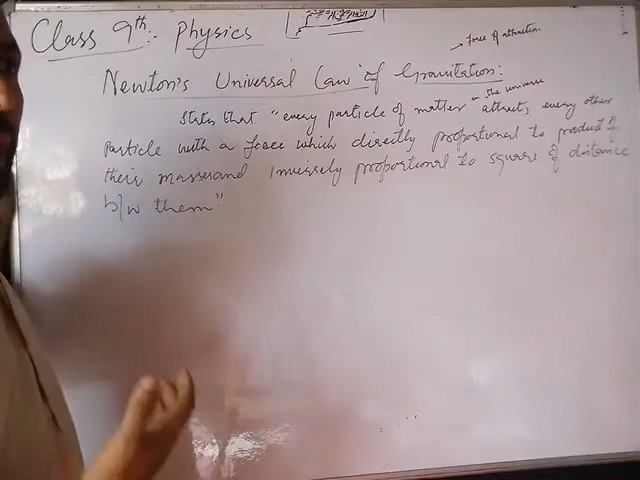 Class 9th:- Physics
→ force of attraction.
Newton's Universal Law of Gravitation:
in the universe
States that "every particle of matter attracts every other
particle with a force which directly proportional to product of
their masses and inversely proportional to square of distance
b/w them"